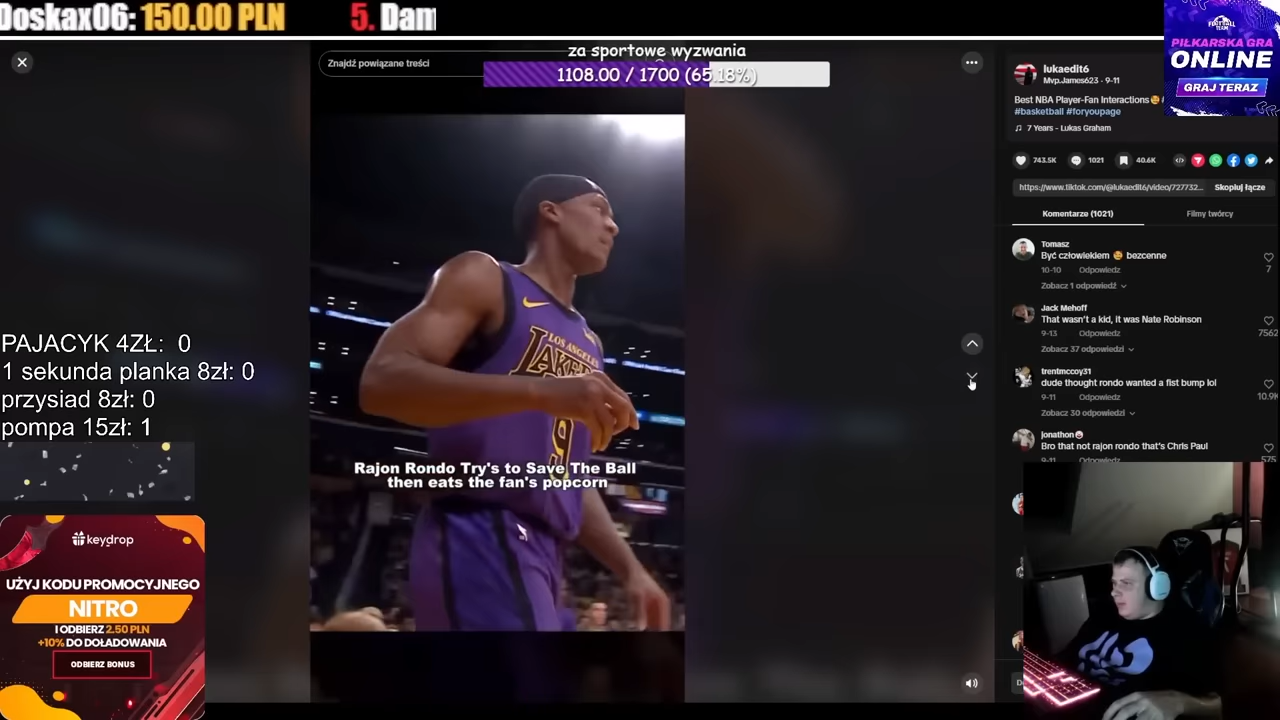 Doskax06: 150.00 PLN
5. Dam
za sportowe wyzwania
1108.00 / 1700 (65.18%)
FOOTBALL TEAM
PIŁKARSKA GRA
ONLINE
GRAJ TERAZ
Znajdź powiązane treści
lukaedit6
Mvp.James623 · 9-11
Best NBA Player-Fan Interactions🥰
#basketball #foryoupage
7 Years - Lukas Graham
743.5K
1021
40.6K
https://www.tiktok.com/@lukaedit6/video/727732...
Skopiuj łącze
Komentarze (1021)
Filmy twórcy
Tomasz
Być człowiekiem 🥰 bezcenne
10-10 Odpowiedz
7
Zobacz 1 odpowiedź
Jack Mehoff
That wasn't a kid, it was Nate Robinson
9-13 Odpowiedz
7562
Zobacz 37 odpowiedzi
trentmccoy31
dude thought rondo wanted a fist bump lol
9-11 Odpowiedz
10.9K
Zobacz 30 odpowiedzi
jonathon
Bro that not rajon rondo that's Chris Paul
9-11
575
LOS ANGELES
LAKERS
9
Rajon Rondo Try's to Save The Ball
then eats the fan's popcorn
PAJACYK 4ZŁ: 0
1 sekunda planka 8zł: 0
przysiad 8zł: 0
pompa 15zł: 1
keydrop
UŻYJ KODU PROMOCYJNEGO
NITRO
I ODBIERZ 2.50 PLN
+10% DO DOŁADOWANIA
ODBIERZ BONUS